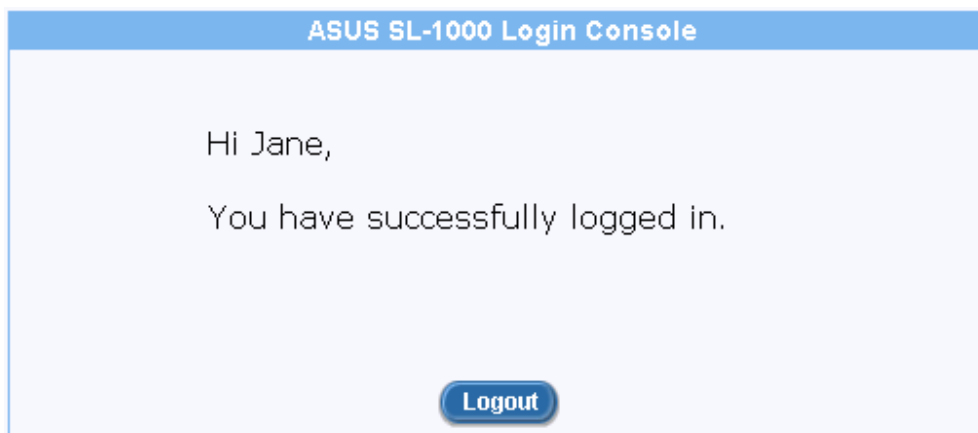 ASUS SL-1000 Login Console
Hi Jane,
You have successfully logged in.
Logout